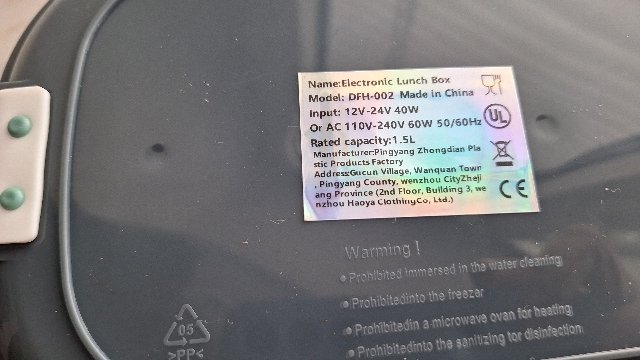 Name:Electronic Lunch Box
Model: DFH-002 Made in China
Input: 12V-24V 40W
Or AC 110V-240V 60W 50/60Hz
Rated capacity:1.5L
Manufacturer:Pingyang Zhongdian Pla
stic Products Factory
Address:Gucun Village, Wanquan Town
, Pingyang County, wenzhou CityZheji
ang Province (2nd Floor, Building 3, we
nzhou Haoya ClothingCo, Ltd.)
UL
CE
Warning !
Prohibited immersed in the water cleaning
Prohibitedinto the freezer
Prohibitedin a microwave oven for heating
Prohibitedinto the sanitizing for disinfection
05
>PP<